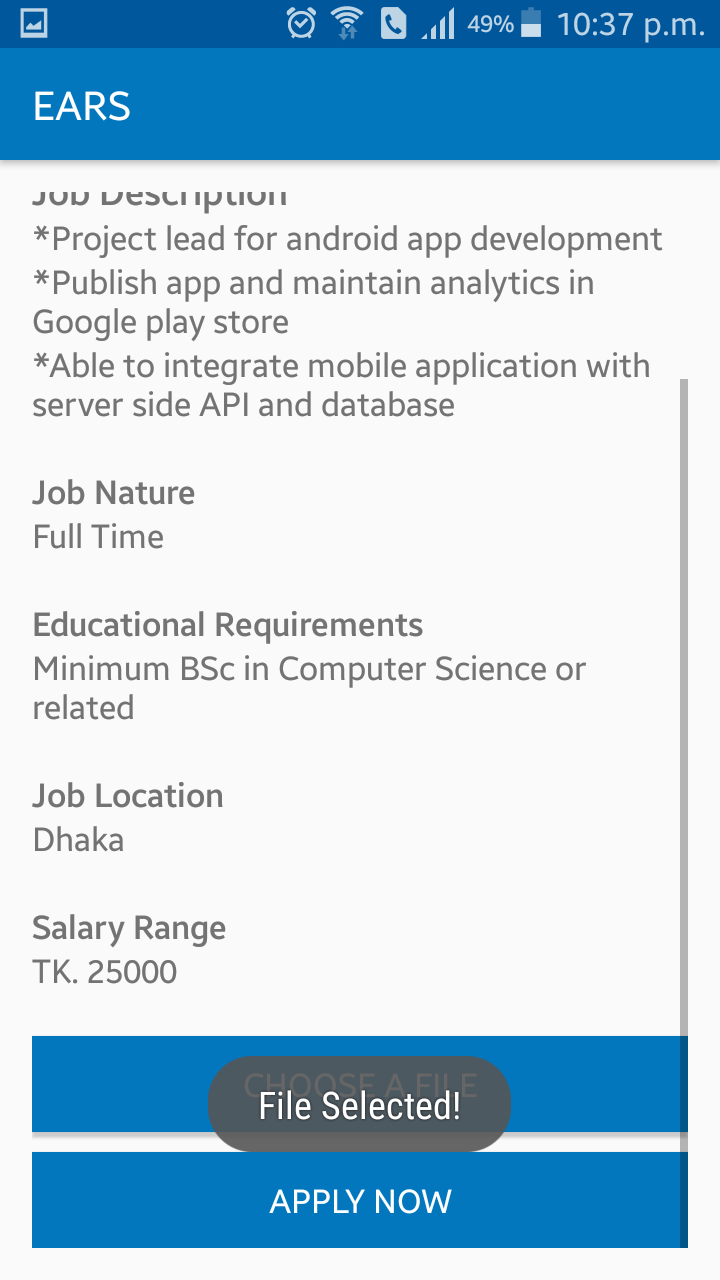 49% 10:37 p.m.
EARS
Job Description
*Project lead for android app development
*Publish app and maintain analytics in
Google play store
*Able to integrate mobile application with
server side API and database
Job Nature
Full Time
Educational Requirements
Minimum BSc in Computer Science or
related
Job Location
Dhaka
Salary Range
TK. 25000
CHOOSE A FILE
File Selected!
APPLY NOW